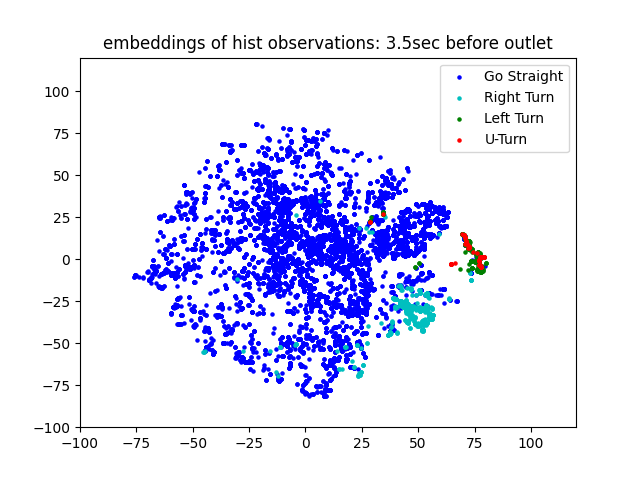 embeddings of hist observations: 3.5sec before outlet
Go Straight
Right Turn
Left Turn
U-Turn
100
75
50
25
0
−25
−50
−75
−100
−100 −75 −50 −25 0 25 50 75 100